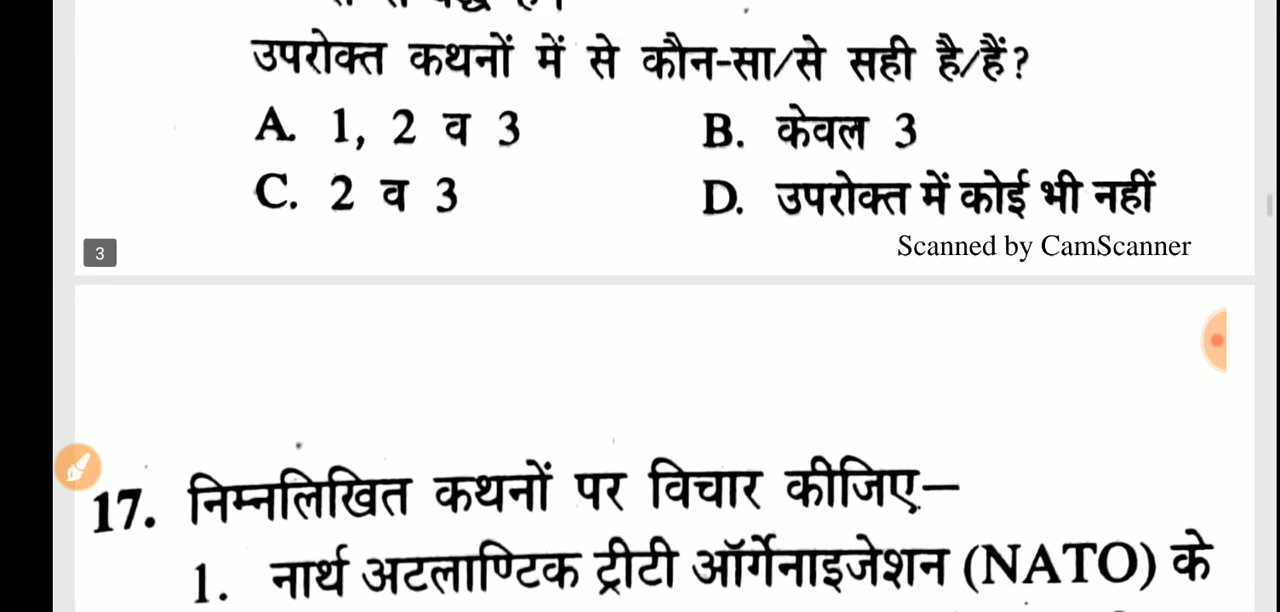 उपरोक्त कथनों में से कौन-सा/से सही है/हैं?
A. 1, 2 व 3 B. केवल 3
C. 2 व 3 D. उपरोक्त में कोई भी नहीं
3 Scanned by CamScanner
17. निम्नलिखित कथनों पर विचार कीजिए—
1. नार्थ अटलाण्टिक ट्रीटी ऑर्गेनाइजेशन (NATO) के